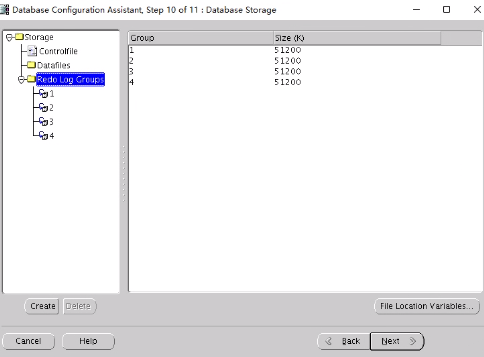 Database Configuration Assistant, Step 10 of 11 : Database Storage
Storage
Controlfile
Datafiles
Redo Log Groups
1
2
3
4
Group Size (K)
1 51200
2 51200
3 51200
4 51200
Create Delete File Location Variables...
Cancel Help Back Next